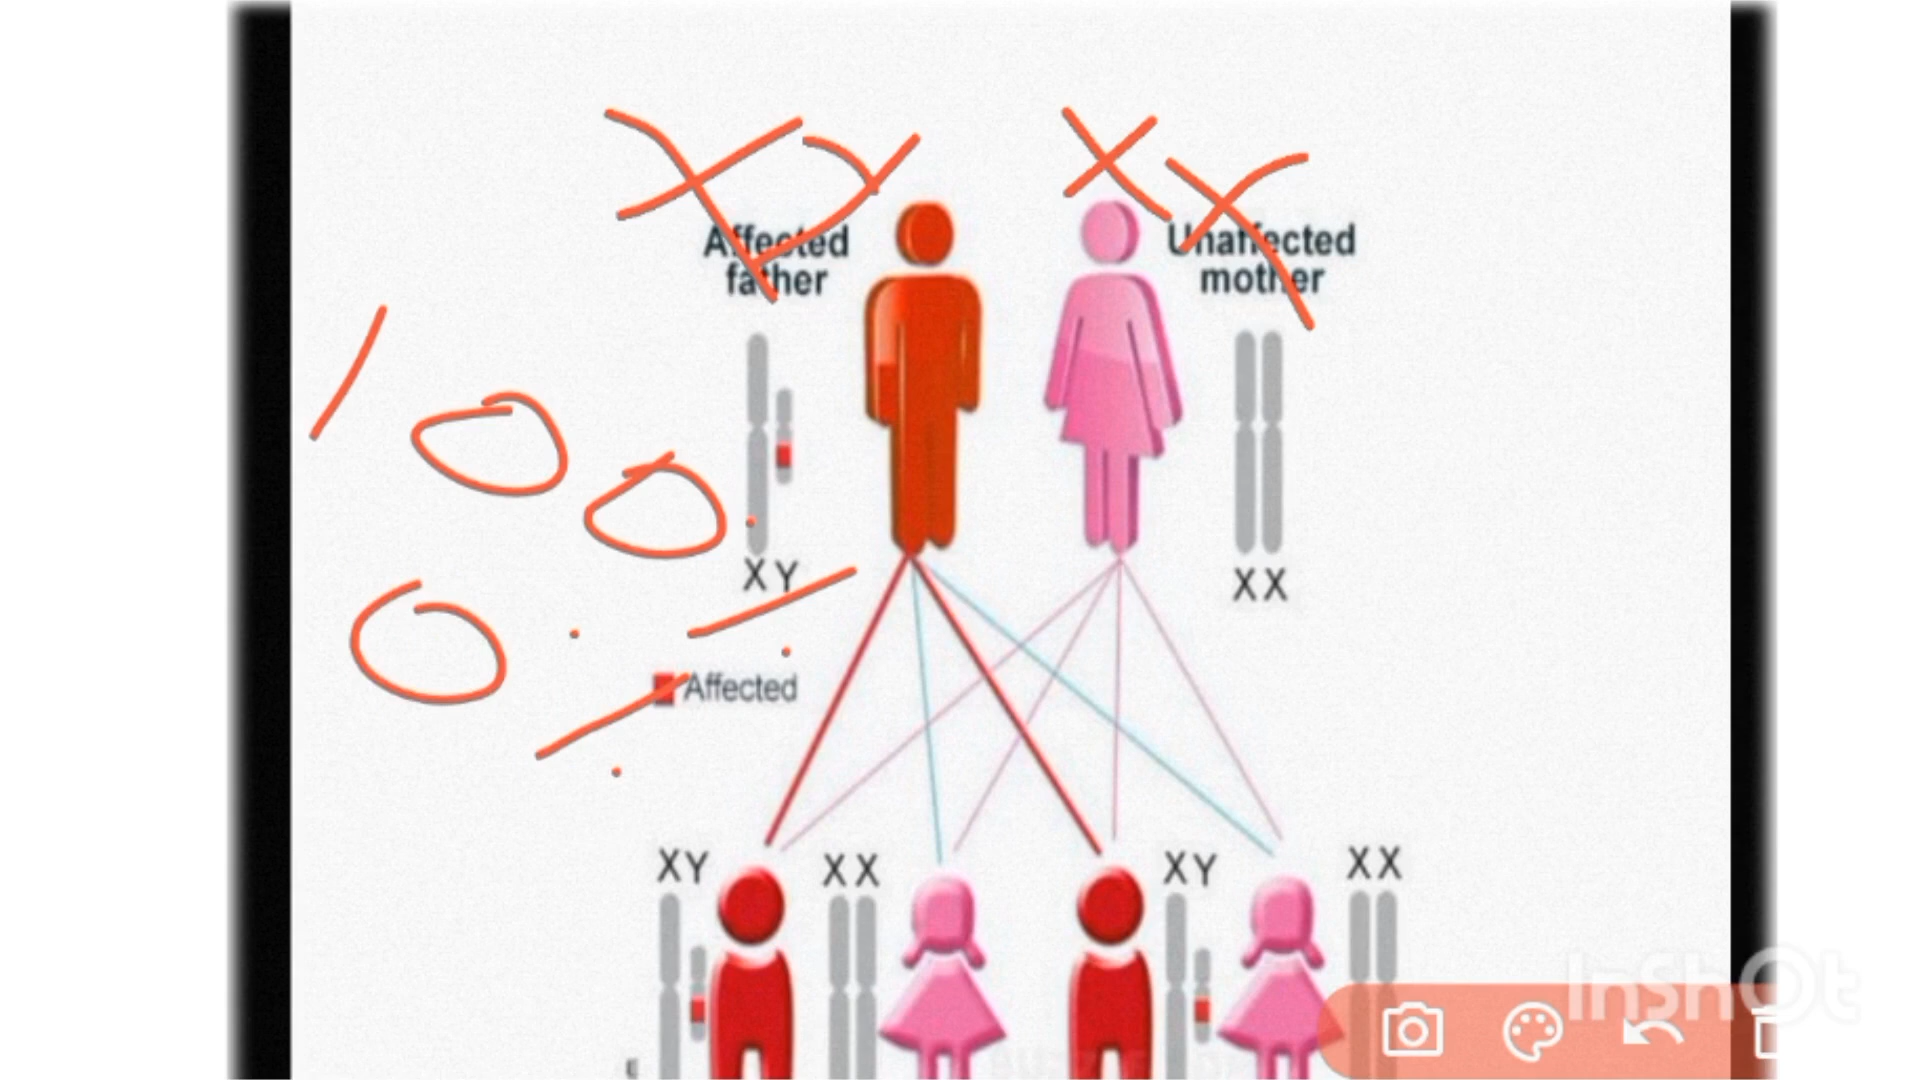 XY XX
Affected Unaffected
father mother
100
XY XX
0 %
Affected
XY XX XY XX
InShOt